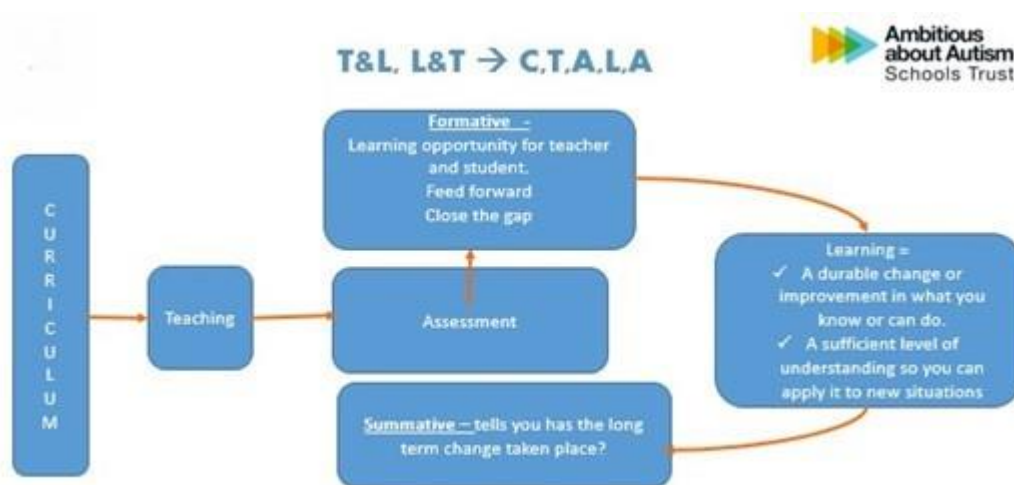 T&L, L&T → C,T,A,L,A
Ambitious
about Autism
Schools Trust
CURRICULUM
Teaching
Assessment
Formative -
Learning opportunity for teacher
and student.
Feed forward
Close the gap
Learning =
✓ A durable change or
improvement in what you
know or can do.
✓ A sufficient level of
understanding so you can
apply it to new situations
Summative – tells you has the long
term change taken place?